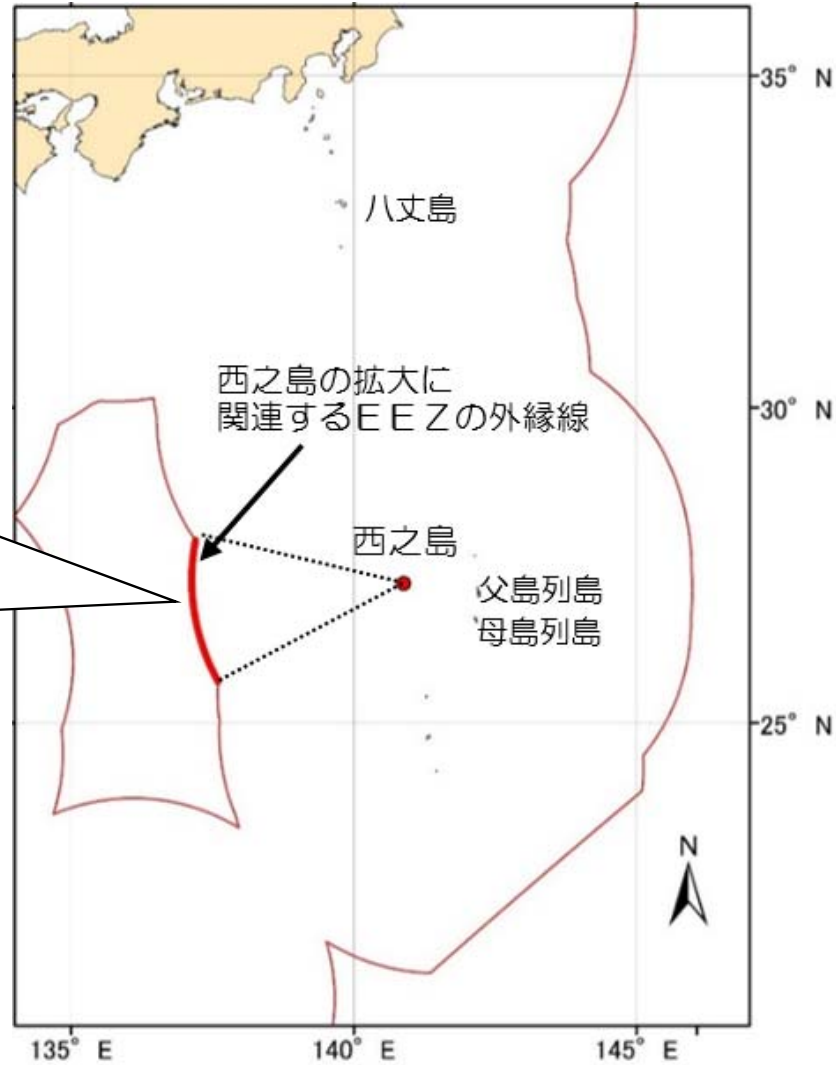 35° N
八丈島
西之島の拡大に
関連するEEZの外縁線
30° N
西之島
父島列島
母島列島
25° N
N
135° E
140° E
145° E